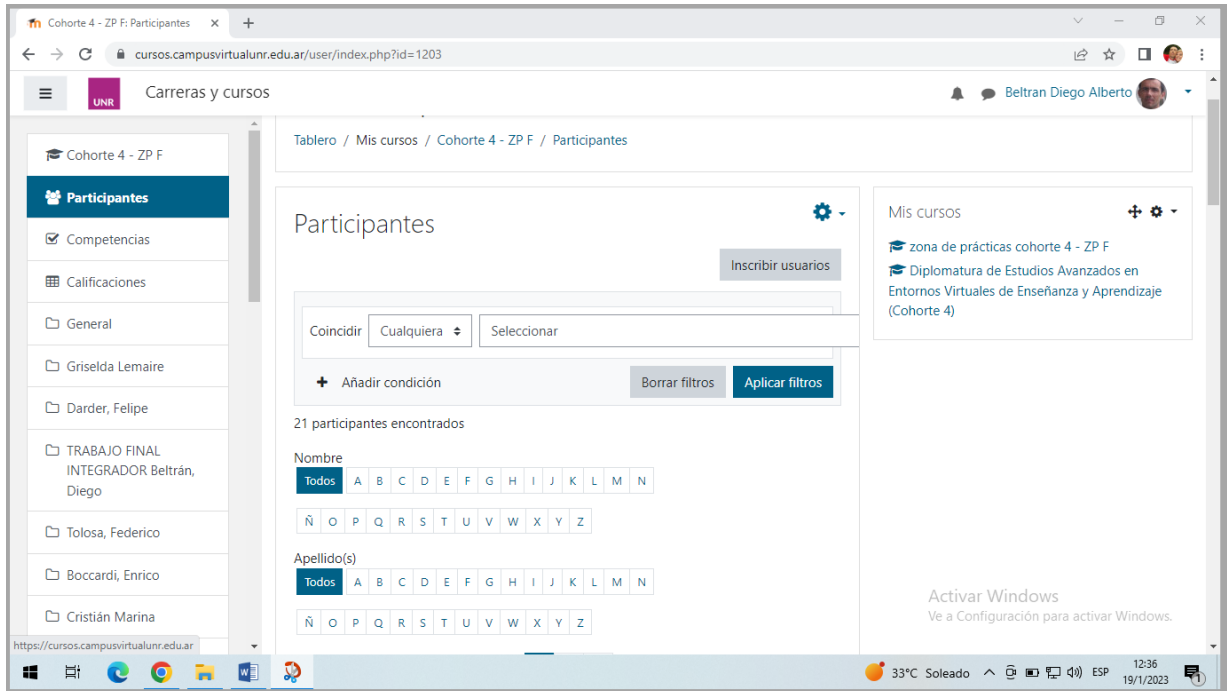 Cohorte 4 - ZP F: Participantes
cursos.campusvirtualunr.edu.ar/user/index.php?id=1203
UNR
Carreras y cursos
Beltran Diego Alberto
Cohorte 4 - ZP F
Participantes
Competencias
Calificaciones
General
Griselda Lemaire
Darder, Felipe
TRABAJO FINAL
INTEGRADOR Beltrán,
Diego
Tolosa, Federico
Boccardi, Enrico
Cristián Marina
https://cursos.campusvirtualunr.edu.ar
Tablero / Mis cursos / Cohorte 4 - ZP F / Participantes
Participantes
Inscribir usuarios
Coincidir Cualquiera Seleccionar
Añadir condición Borrar filtros Aplicar filtros
21 participantes encontrados
Nombre
Todos A B C D E F G H I J K L M N
Ñ O P Q R S T U V W X Y Z
Apellido(s)
Todos A B C D E F G H I J K L M N
Ñ O P Q R S T U V W X Y Z
Mis cursos
zona de prácticas cohorte 4 - ZP F
Diplomatura de Estudios Avanzados en
Entornos Virtuales de Enseñanza y Aprendizaje
(Cohorte 4)
Activar Windows
Ve a Configuración para activar Windows.
33°C Soleado ESP
12:36
19/1/2023